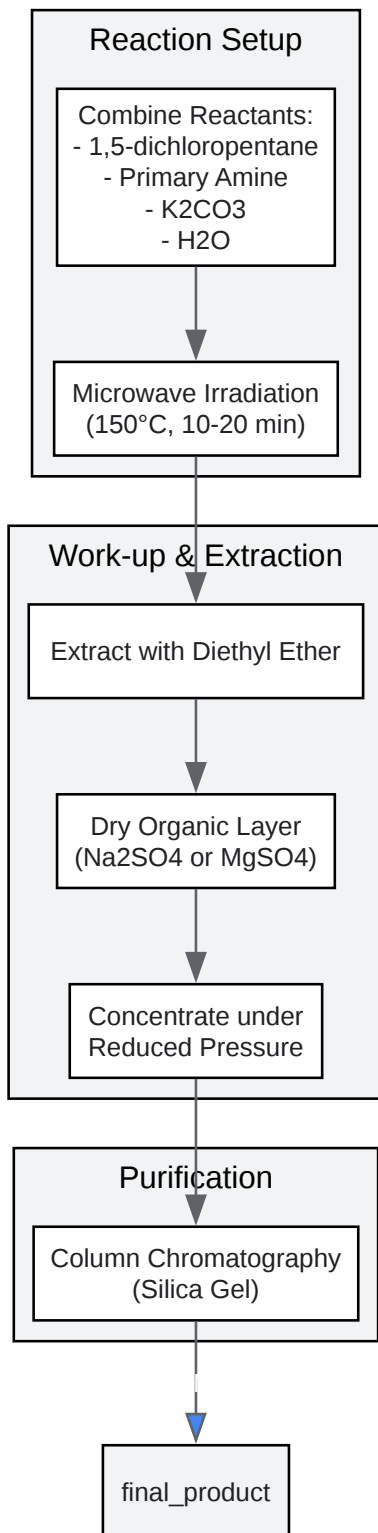 Reaction Setup
Combine Reactants:
- 1,5-dichloropentane
- Primary Amine
- K2CO3
- H2O
Microwave Irradiation
(150°C, 10-20 min)
Work-up & Extraction
Extract with Diethyl Ether
Dry Organic Layer
(Na2SO4 or MgSO4)
Concentrate under
Reduced Pressure
Purification
Column Chromatography
(Silica Gel)
final_product